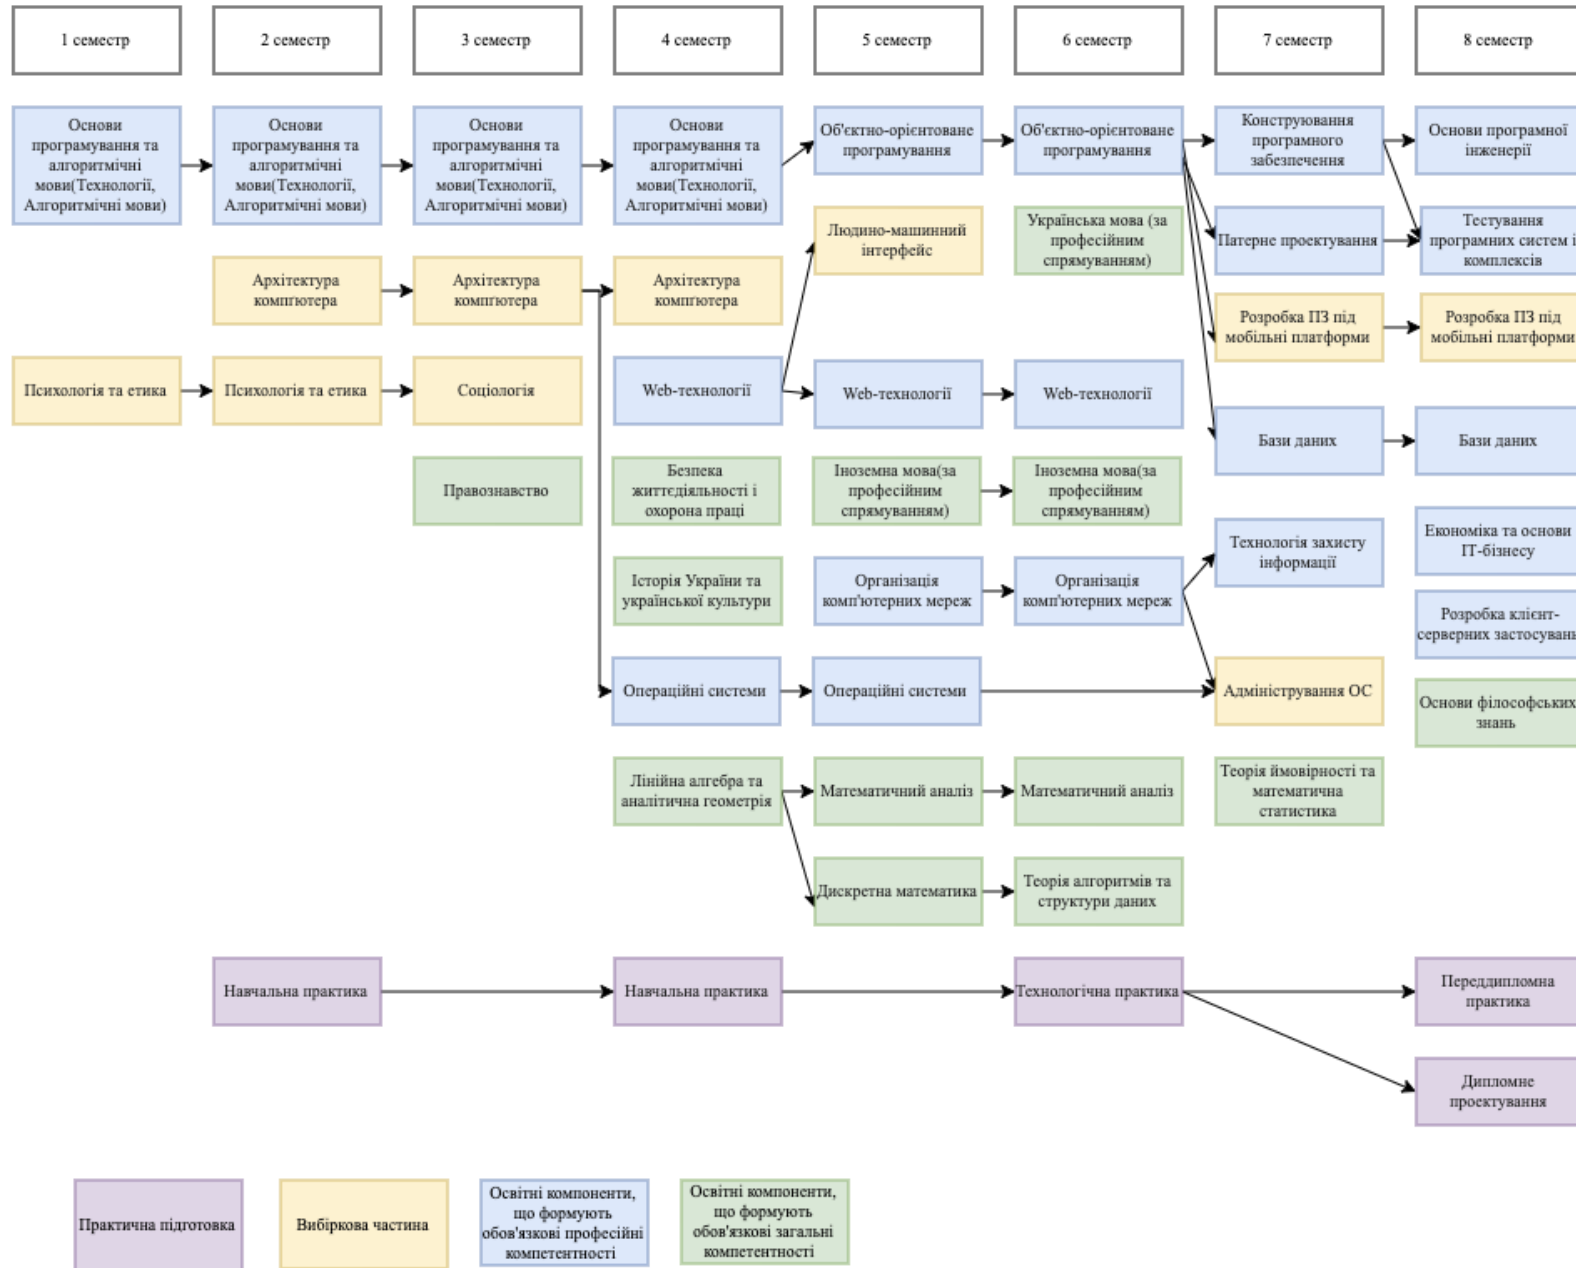 1 семестр
2 семестр
3 семестр
4 семестр
5 семестр
6 семестр
7 семестр
8 семестр
Основи
програмування та
алгоритмічні
мови(Технології,
Алгоритмічні мови)
Основи
програмування та
алгоритмічні
мови(Технології,
Алгоритмічні мови)
Основи
програмування та
алгоритмічні
мови(Технології,
Алгоритмічні мови)
Основи
програмування та
алгоритмічні
мови(Технології,
Алгоритмічні мови)
Об'єктно-орієнтоване
програмування
Об'єктно-орієнтоване
програмування
Конструювання
програмного
забезпечення
Основи програмної
інженерії
Людино-машинний
інтерфейс
Українська мова (за
професійним
спрямуванням)
Патерне проектування
Тестування
програмних систем і
комплексів
Архітектура
комп'ютера
Архітектура
комп'ютера
Архітектура
комп'ютера
Розробка ПЗ під
мобільні платформи
Розробка ПЗ під
мобільні платформи
Психологія та етика
Психологія та етика
Соціологія
Web-технології
Web-технології
Web-технології
Бази даних
Бази даних
Правознавство
Безпека
життєдіяльності і
охорона праці
Іноземна мова(за
професійним
спрямуванням)
Іноземна мова(за
професійним
спрямуванням)
Технологія захисту
інформації
Економіка та основи
ІТ-бізнесу
Історія України та
української культури
Організація
комп'ютерних мереж
Організація
комп'ютерних мереж
Розробка клієнт-
серверних застосувань
Операційні системи
Операційні системи
Адміністрування ОС
Основи філософських
знань
Лінійна алгебра та
аналітична геометрія
Математичний аналіз
Математичний аналіз
Теорія ймовірності та
математична
статистика
Дискретна математика
Теорія алгоритмів та
структури даних
Навчальна практика
Навчальна практика
Технологічна практика
Переддипломна
практика
Дипломне
проектування
Практична підготовка
Вибіркова частина
Освітні компоненти,
що формують
обов'язкові професійні
компетентності
Освітні компоненти,
що формують
обов'язкові загальні
компетентності